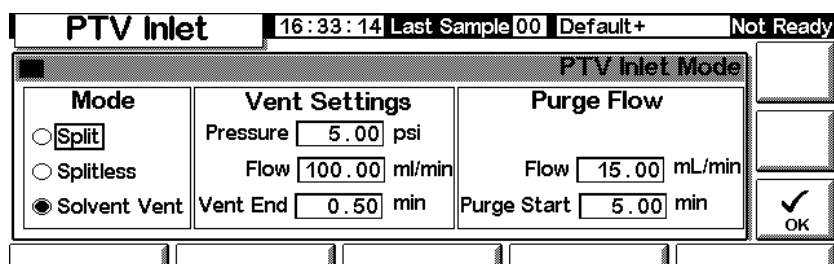 PTV Inlet 16:33:14 Last Sample 00 Default+ Not Ready
PTV Inlet Mode
Mode
Split
Splitless
Solvent Vent
Vent Settings
Pressure 5.00 psi
Flow 100.00 ml/min
Vent End 0.50 min
Purge Flow
Flow 15.00 mL/min
Purge Start 5.00 min
OK